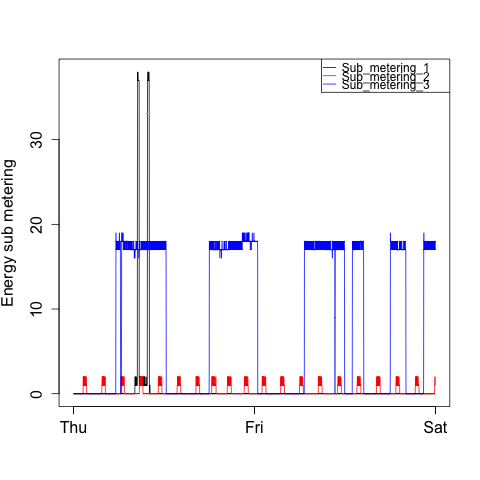 Sub_metering_1
Sub_metering_2
Sub_metering_3
Energy sub metering
30
20
10
0
Thu Fri Sat